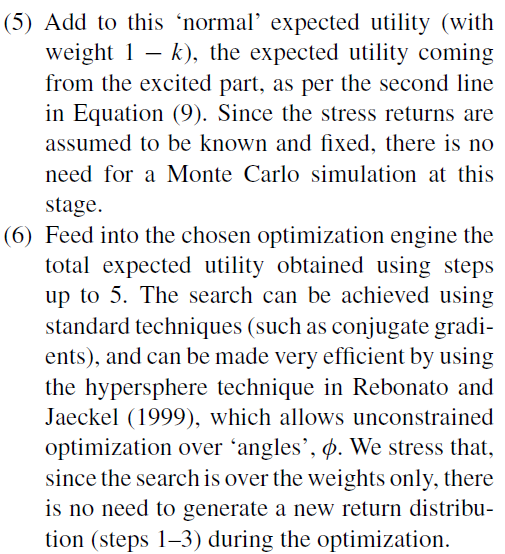 (5) Add to this ‘normal’ expected utility (with
weight 1 − k), the expected utility coming
from the excited part, as per the second line
in Equation (9). Since the stress returns are
assumed to be known and fixed, there is no
need for a Monte Carlo simulation at this
stage.
(6) Feed into the chosen optimization engine the
total expected utility obtained using steps
up to 5. The search can be achieved using
standard techniques (such as conjugate gradi-
ents), and can be made very efficient by using
the hypersphere technique in Rebonato and
Jaeckel (1999), which allows unconstrained
optimization over ‘angles’, ϕ. We stress that,
since the search is over the weights only, there
is no need to generate a new return distribu-
tion (steps 1–3) during the optimization.